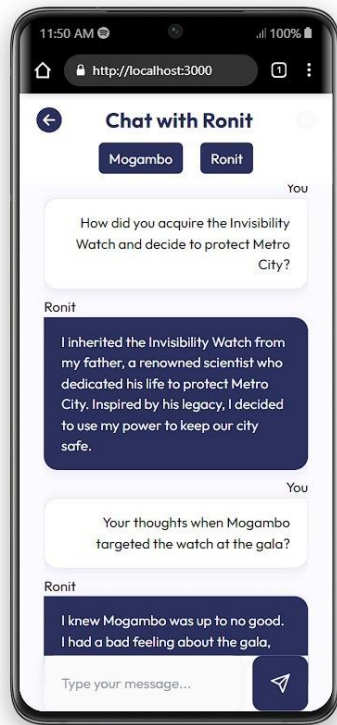 11:50 AM
100%
http://localhost:3000
1
Chat with Ronit
Mogambo
Ronit
You
How did you acquire the Invisibility
Watch and decide to protect Metro
City?
Ronit
I inherited the Invisibility Watch from
my father, a renowned scientist who
dedicated his life to protect Metro
City. Inspired by his legacy, I decided
to use my power to keep our city
safe.
You
Your thoughts when Mogambo
targeted the watch at the gala?
Ronit
I knew Mogambo was up to no good.
I had a bad feeling about the gala,
Type your message...